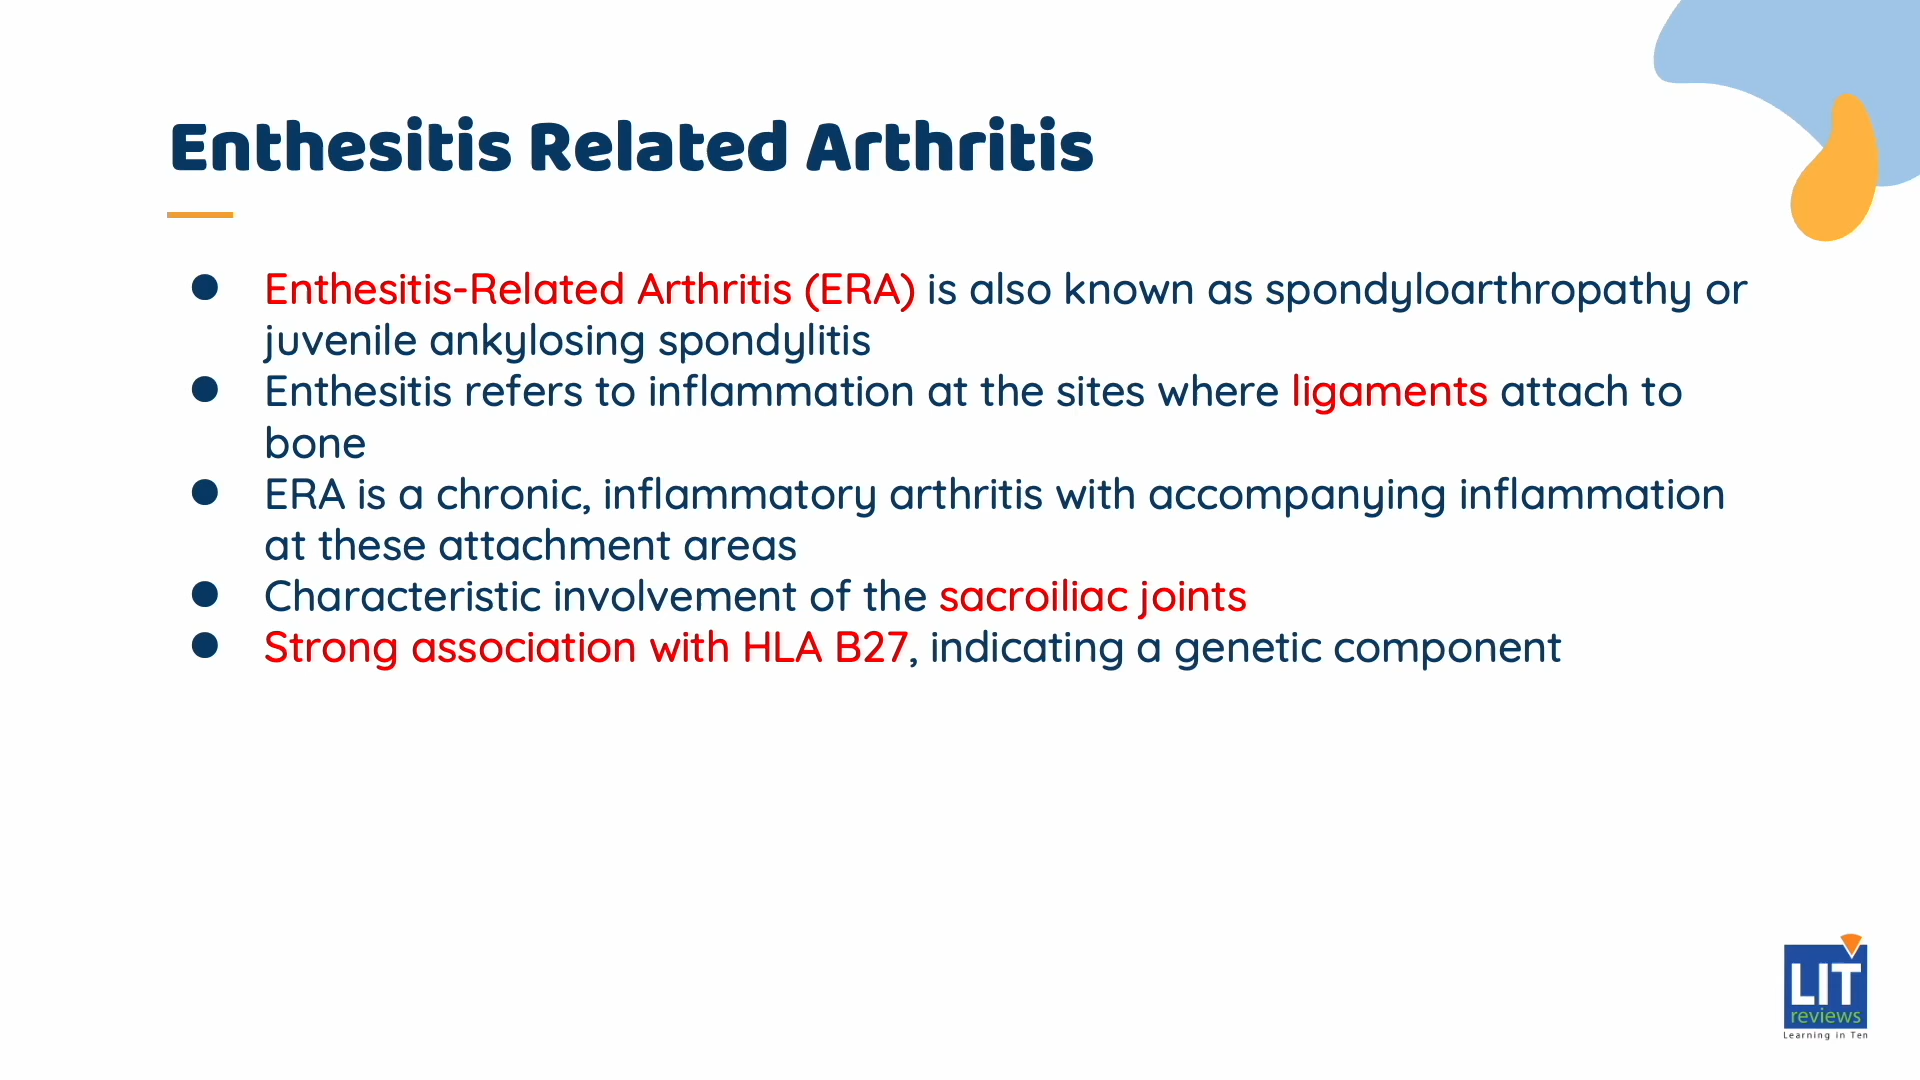 Enthesitis Related Arthritis
● Enthesitis-Related Arthritis (ERA) is also known as spondyloarthropathy or
juvenile ankylosing spondylitis
● Enthesitis refers to inflammation at the sites where ligaments attach to
bone
● ERA is a chronic, inflammatory arthritis with accompanying inflammation
at these attachment areas
● Characteristic involvement of the sacroiliac joints
● Strong association with HLA B27, indicating a genetic component
LIT
reviews
Learning in Ten